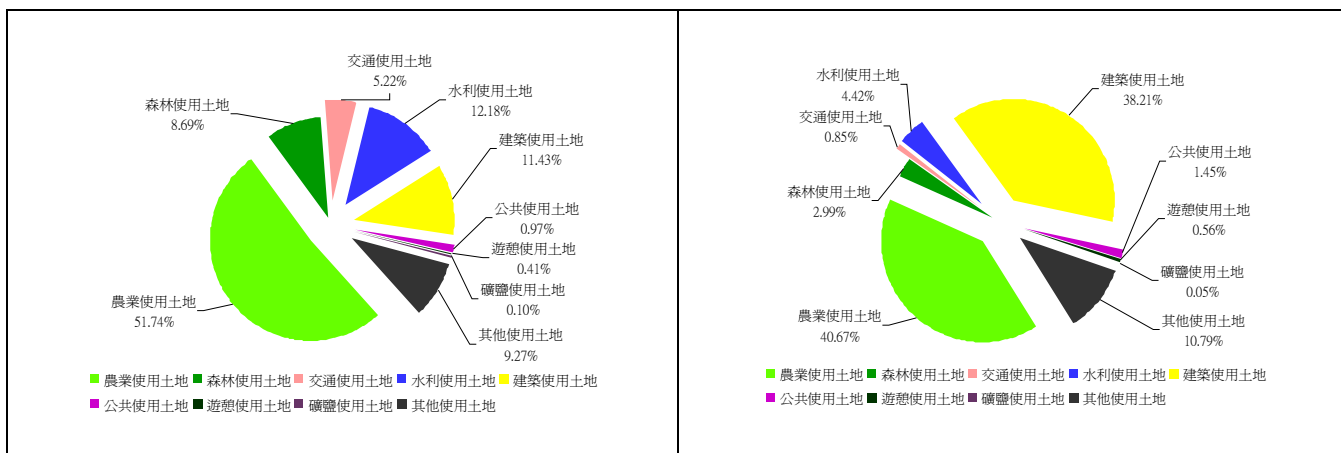 交通使用土地
5.22%
水利使用土地
12.18%
森林使用土地
8.69%
建築使用土地
11.43%
公共使用土地
0.97%
遊憩使用土地
0.41%
礦鹽使用土地
0.10%
農業使用土地
51.74%
其他使用土地
9.27%
農業使用土地 森林使用土地 交通使用土地 水利使用土地 建築使用土地
公共使用土地 遊憩使用土地 礦鹽使用土地 其他使用土地
水利使用土地
4.42%
建築使用土地
38.21%
交通使用土地
0.85%
公共使用土地
1.45%
森林使用土地
2.99%
遊憩使用土地
0.56%
礦鹽使用土地
0.05%
農業使用土地
40.67%
其他使用土地
10.79%
農業使用土地 森林使用土地 交通使用土地 水利使用土地 建築使用土地
公共使用土地 遊憩使用土地 礦鹽使用土地 其他使用土地